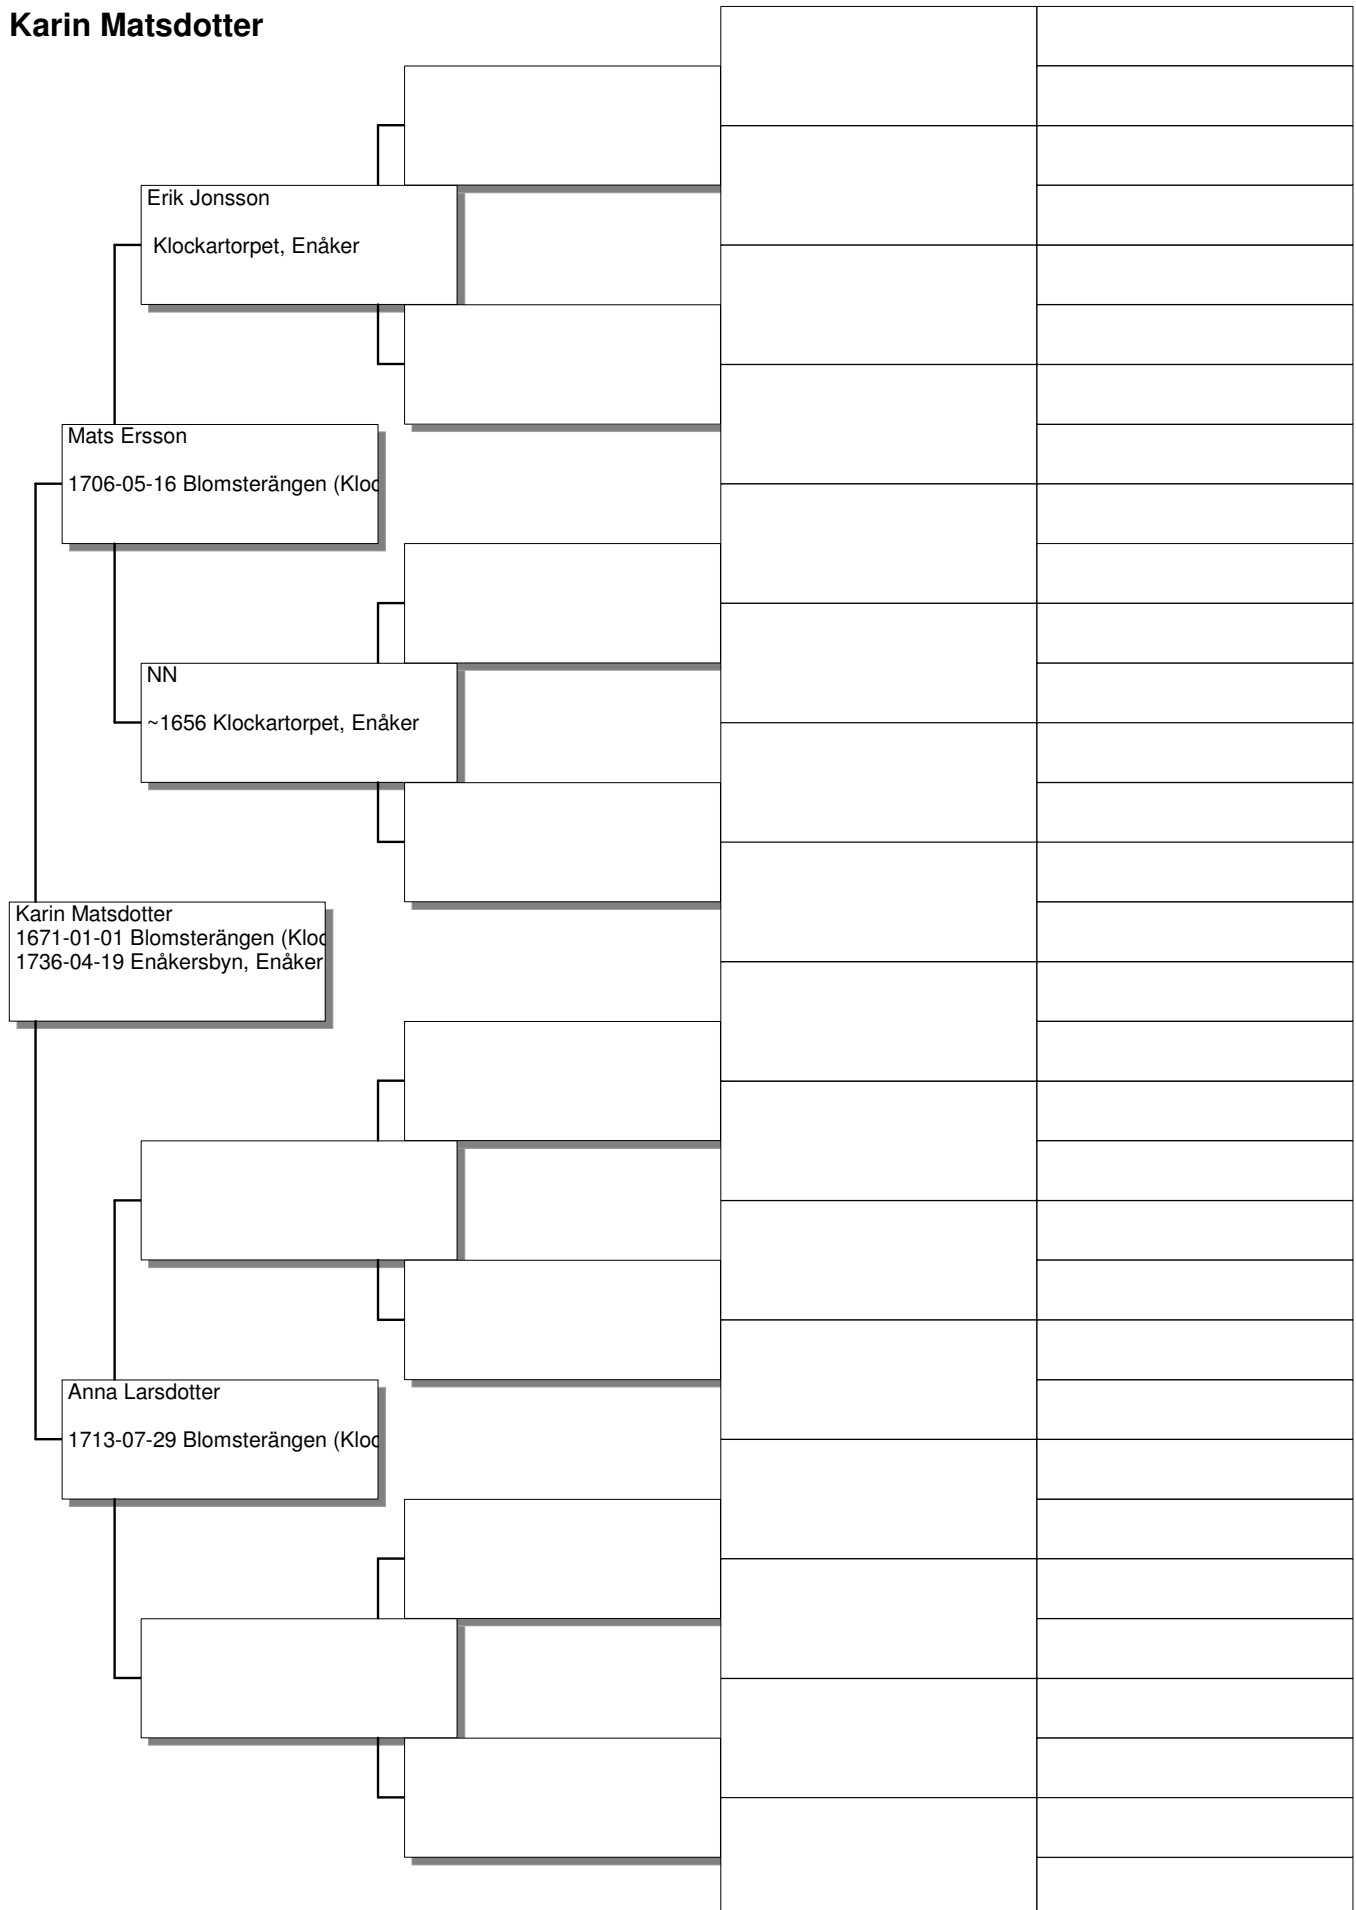 Karin Matsdotter
Erik Jonsson
Klockartorpet, Enåker
Mats Ersson
1706-05-16 Blomsterängen (Kloc
NN
~1656 Klockartorpet, Enåker
Karin Matsdotter
1671-01-01 Blomsterängen (Kloc
1736-04-19 Enåkersbyn, Enåker
Anna Larsdotter
1713-07-29 Blomsterängen (Kloc